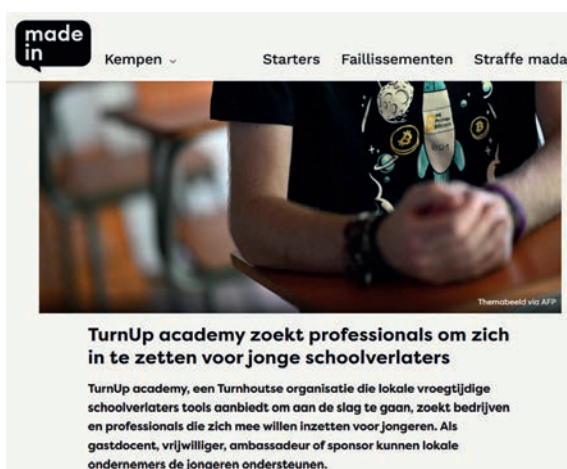 made
in
Kempen
Starters Faillissementen Straffe mada
Themabeeld via AFP
TurnUp academy zoekt professionals om zich
in te zetten voor jonge schoolverlaters
TurnUp academy, een Turnhoutse organisatie die lokale vroegtijdige
schoolverlaters tools aanbiedt om aan de slag te gaan, zoekt bedrijven
en professionals die zich mee willen inzetten voor jongeren. Als
gastdocent, vrijwilliger, ambassadeur of sponsor kunnen lokale
ondernemers de jongeren ondersteunen.